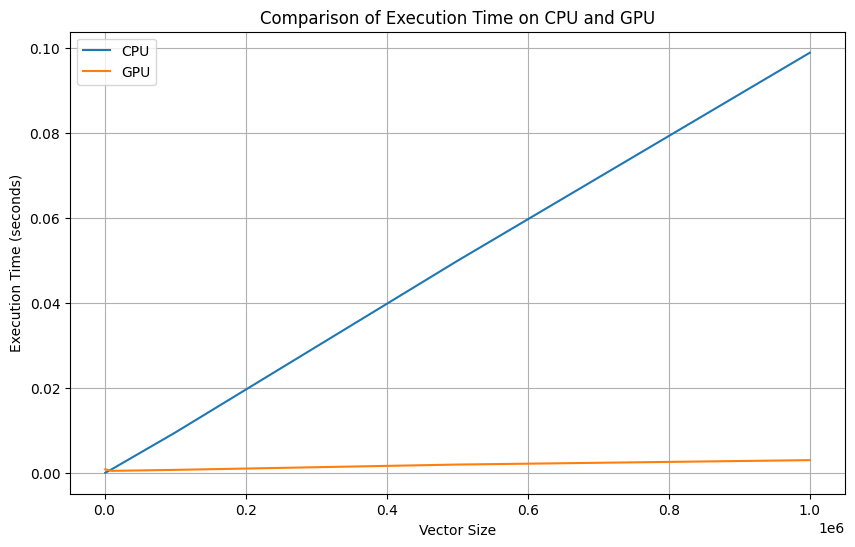 Comparison of Execution Time on CPU and GPU
CPU
GPU
Execution Time (seconds)
0.10
0.08
0.06
0.04
0.02
0.00
0.0 0.2 0.4 0.6 0.8 1.0
1e6
Vector Size